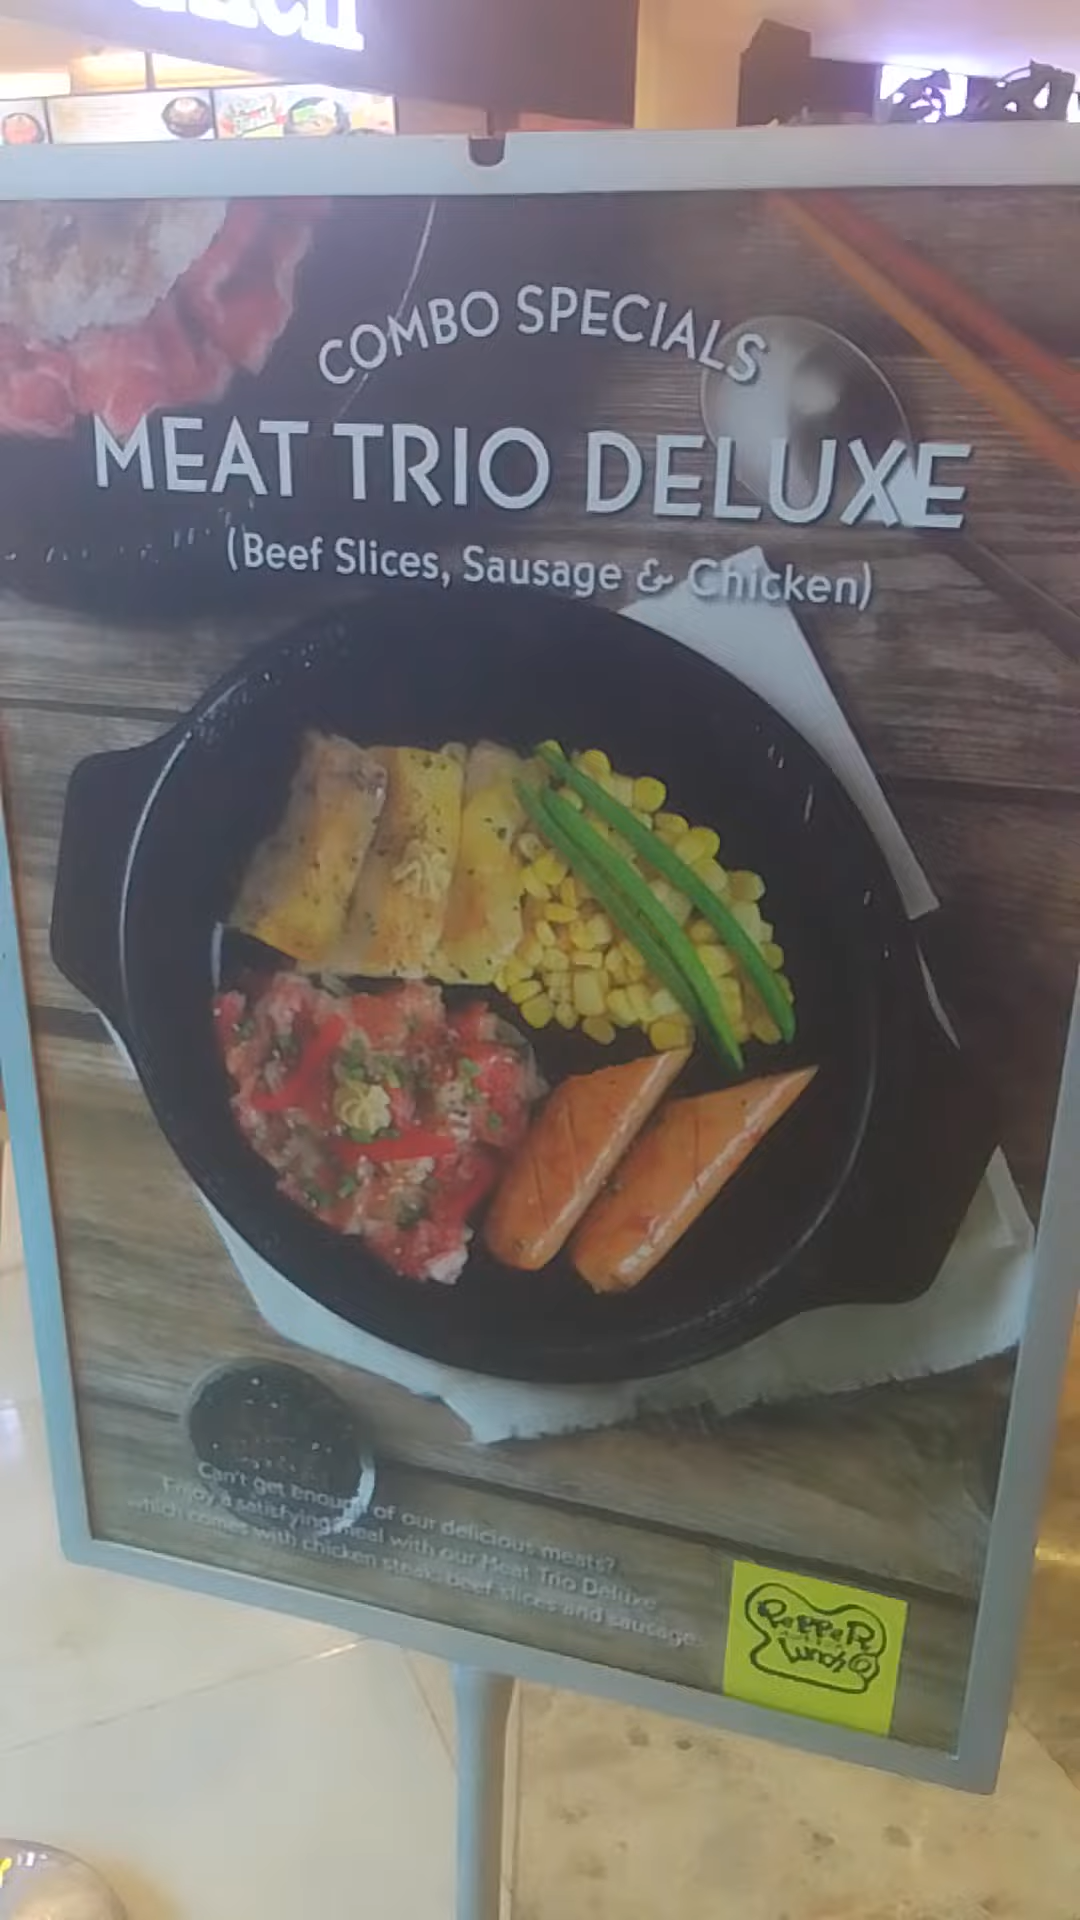 COMBO SPECIALS
MEAT TRIO DELUXE
(Beef Slices, Sausage & Chicken)
Can't get enough of our delicious meats?
Enjoy a satisfying meal with our Meat Trio Deluxe
which comes with chicken steak, beef slices and sausage.
PePPeR
Lunch